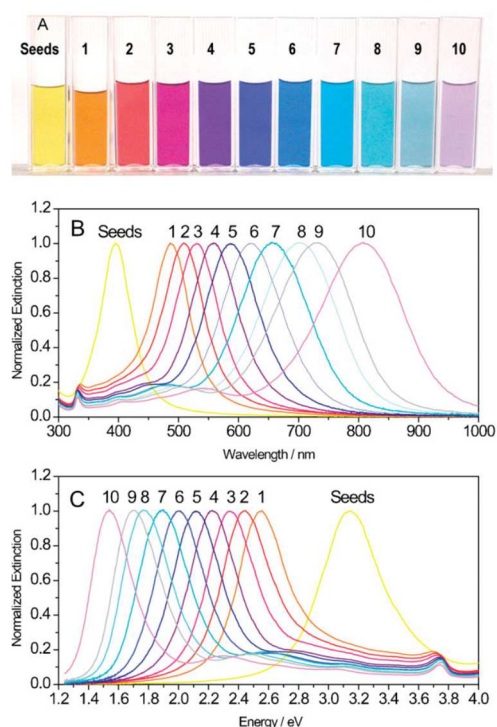 A
Seeds 1 2 3 4 5 6 7 8 9 10
B
Seeds 1 2 3 4 5 6 7 8 9 10
Normalized Extinction
1.2
1.0
0.8
0.6
0.4
0.2
0.0
300 400 500 600 700 800 900 1000
Wavelength / nm
C
10 9 8 7 6 5 4 3 2 1 Seeds
Normalized Extinction
1.2
1.0
0.8
0.6
0.4
0.2
0.0
1.2 1.4 1.6 1.8 2.0 2.2 2.4 2.6 2.8 3.0 3.2 3.4 3.6 3.8 4.0
Energy / eV